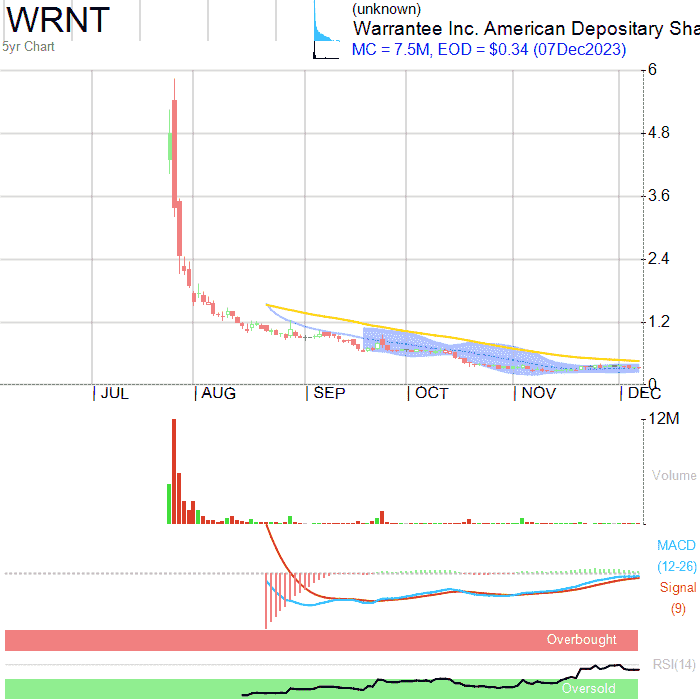 WRNT
5yr Chart
(unknown)
Warrantee Inc. American Depositary Sha
MC = 7.5M, EOD = $0.34 (07Dec2023)
6
4.8
3.6
2.4
1.2
0
JUL AUG SEP OCT NOV DEC
12M
Volume
MACD
(12-26)
Signal
(9)
Overbought
RSI(14)
Oversold